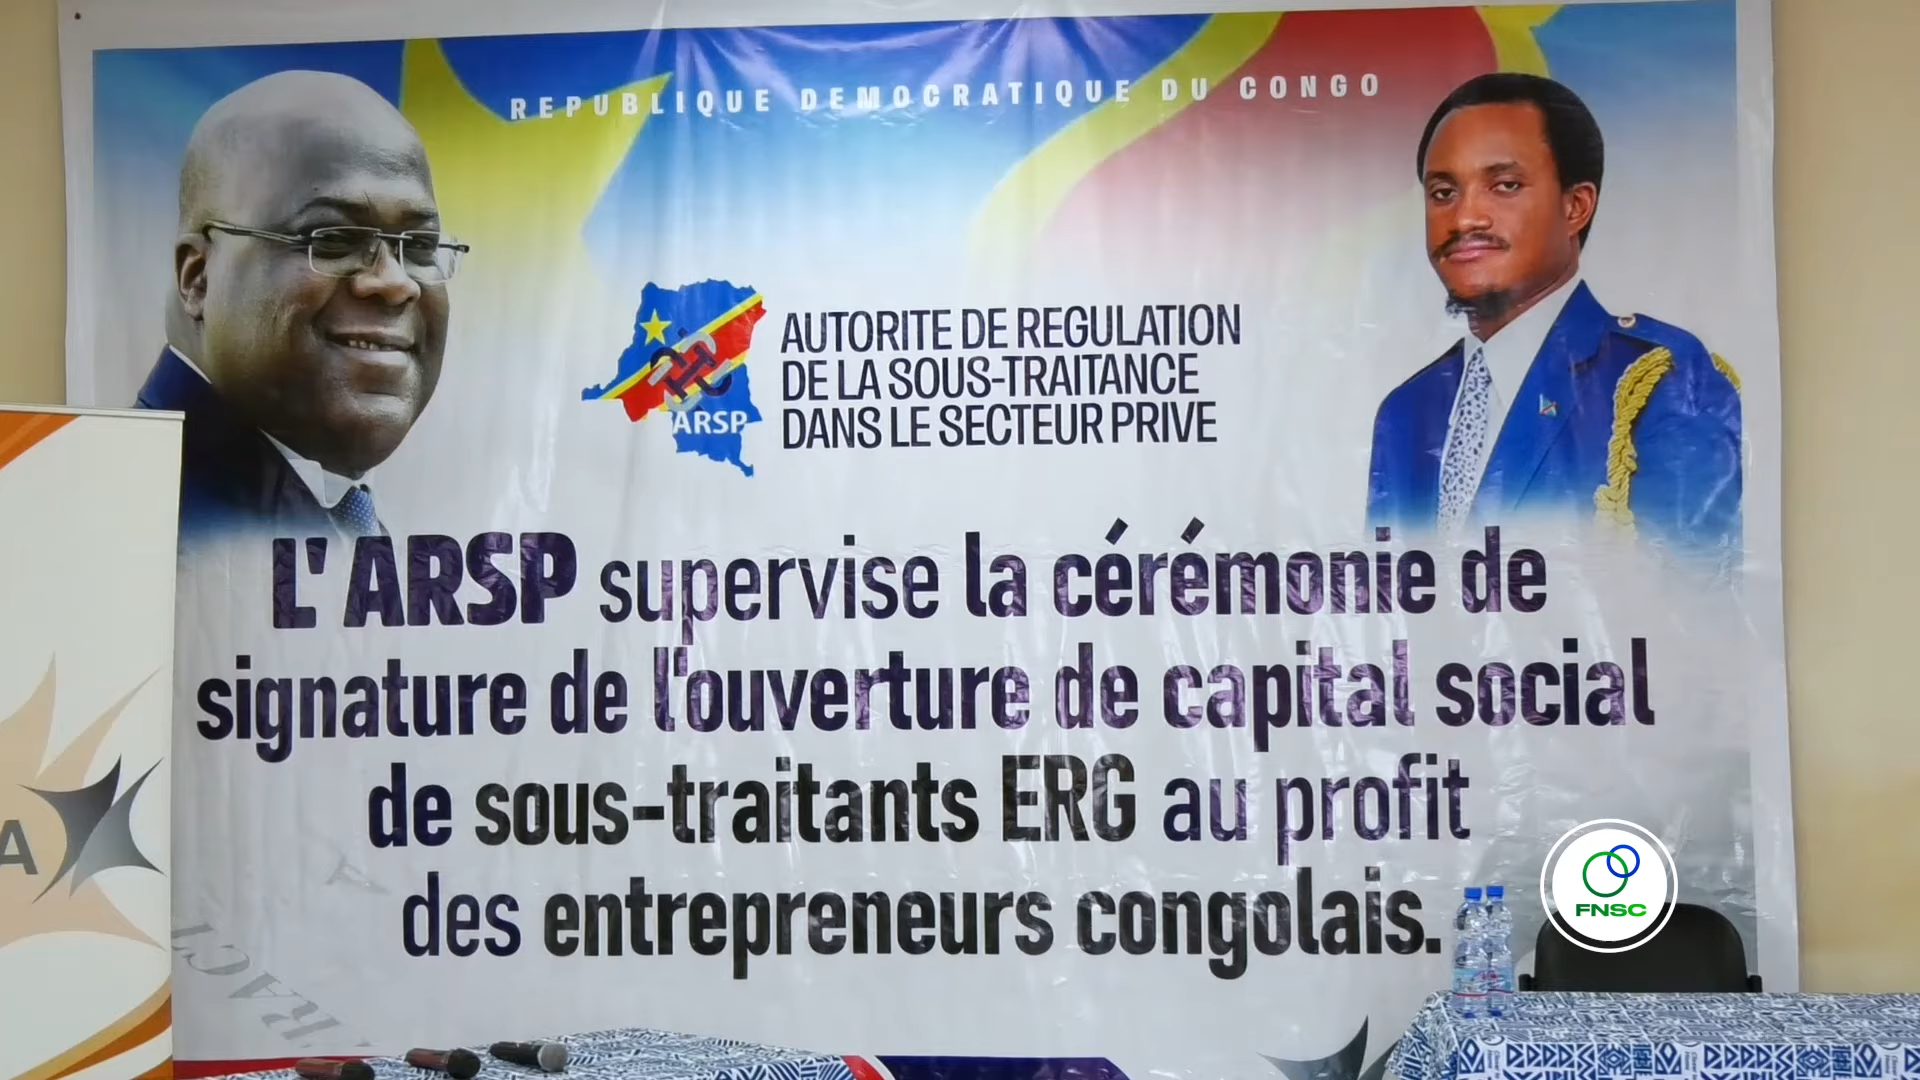 REPUBLIQUE DEMOCRATIQUE DU CONGO
ARSP
AUTORITE DE REGULATION
DE LA SOUS-TRAITANCE
DANS LE SECTEUR PRIVE
L'ARSP supervise la cérémonie de
signature de l'ouverture de capital social
de sous-traitants ERG au profit
des entrepreneurs congolais.
A
FNSC